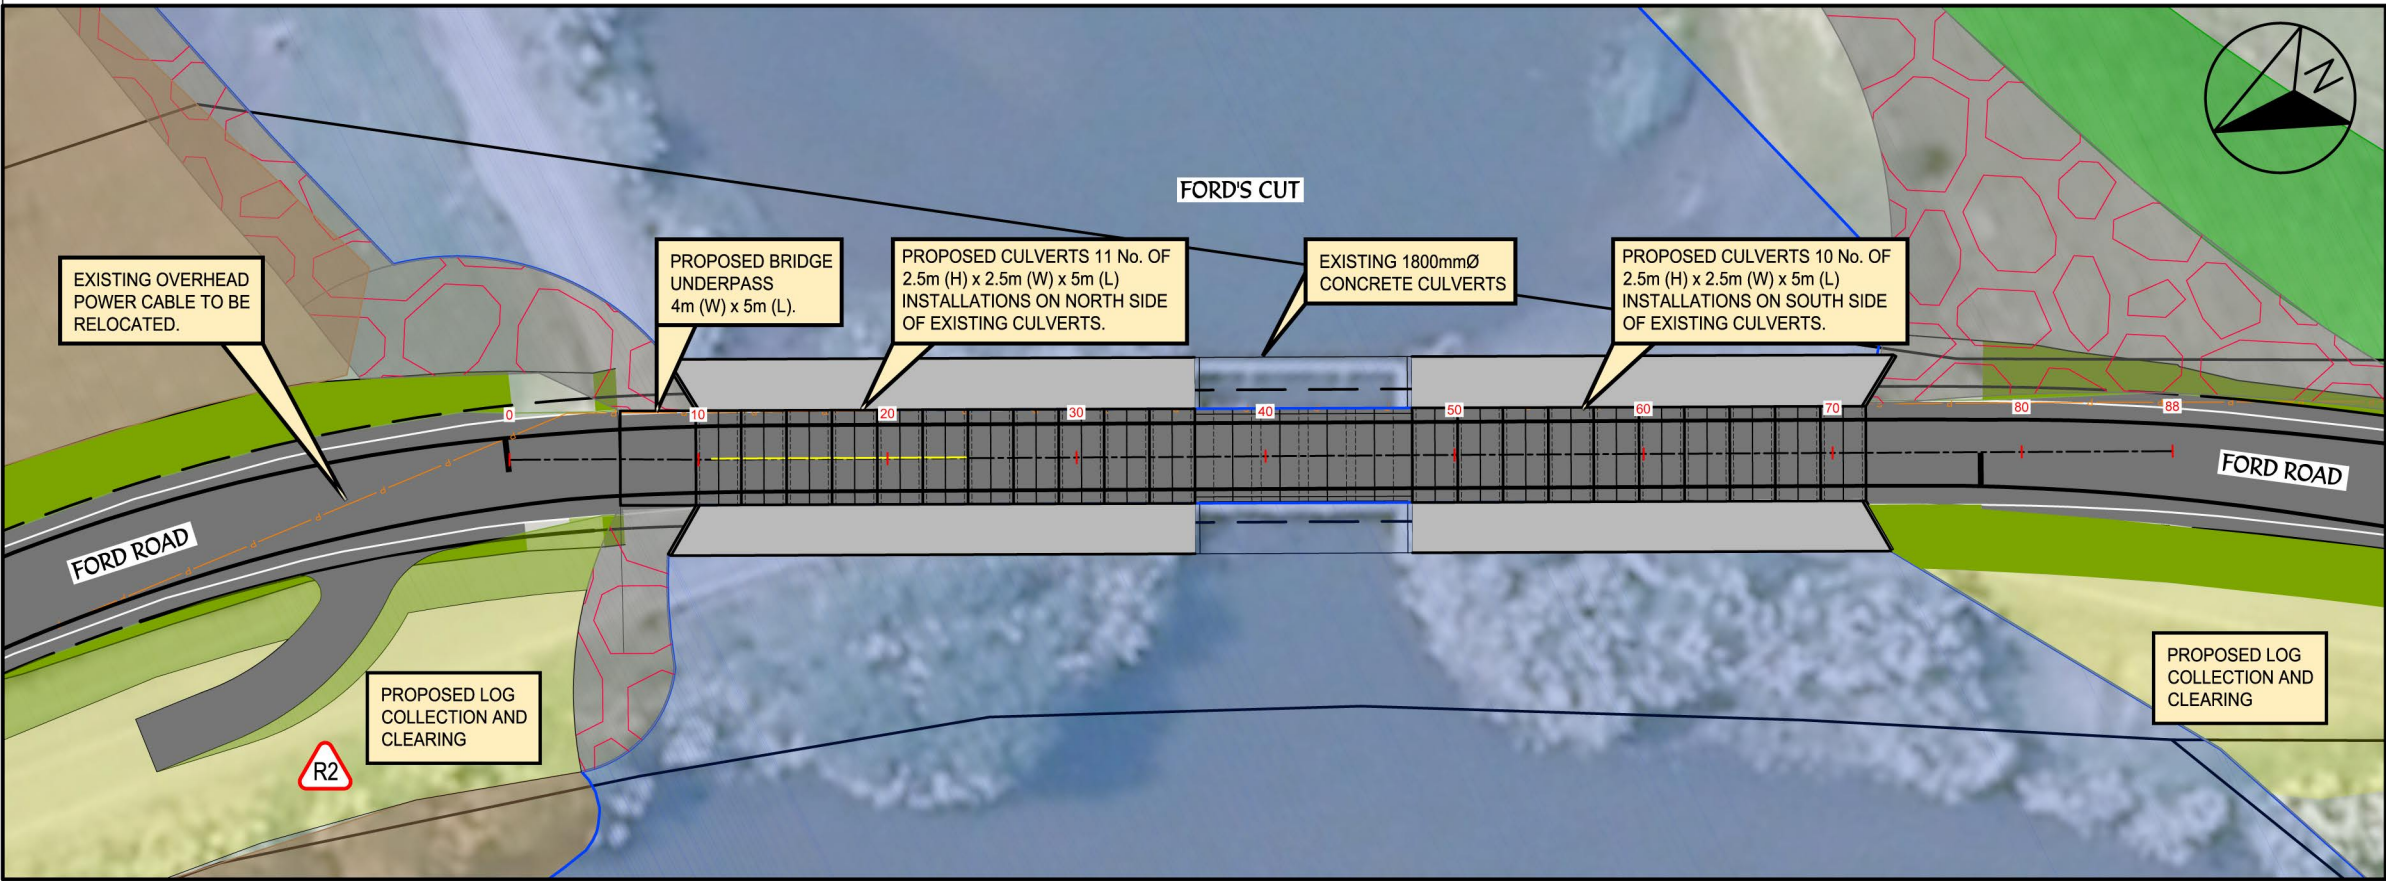 N
FORD'S CUT
EXISTING OVERHEAD
POWER CABLE TO BE
RELOCATED.
PROPOSED BRIDGE
UNDERPASS
4m (W) x 5m (L).
PROPOSED CULVERTS 11 No. OF
2.5m (H) x 2.5m (W) x 5m (L)
INSTALLATIONS ON NORTH SIDE
OF EXISTING CULVERTS.
EXISTING 1800mmØ
CONCRETE CULVERTS
PROPOSED CULVERTS 10 No. OF
2.5m (H) x 2.5m (W) x 5m (L)
INSTALLATIONS ON SOUTH SIDE
OF EXISTING CULVERTS.
0 10 20 30 40 50 60 70 80 88
FORD ROAD
FORD ROAD
PROPOSED LOG
COLLECTION AND
CLEARING
R2
PROPOSED LOG
COLLECTION AND
CLEARING